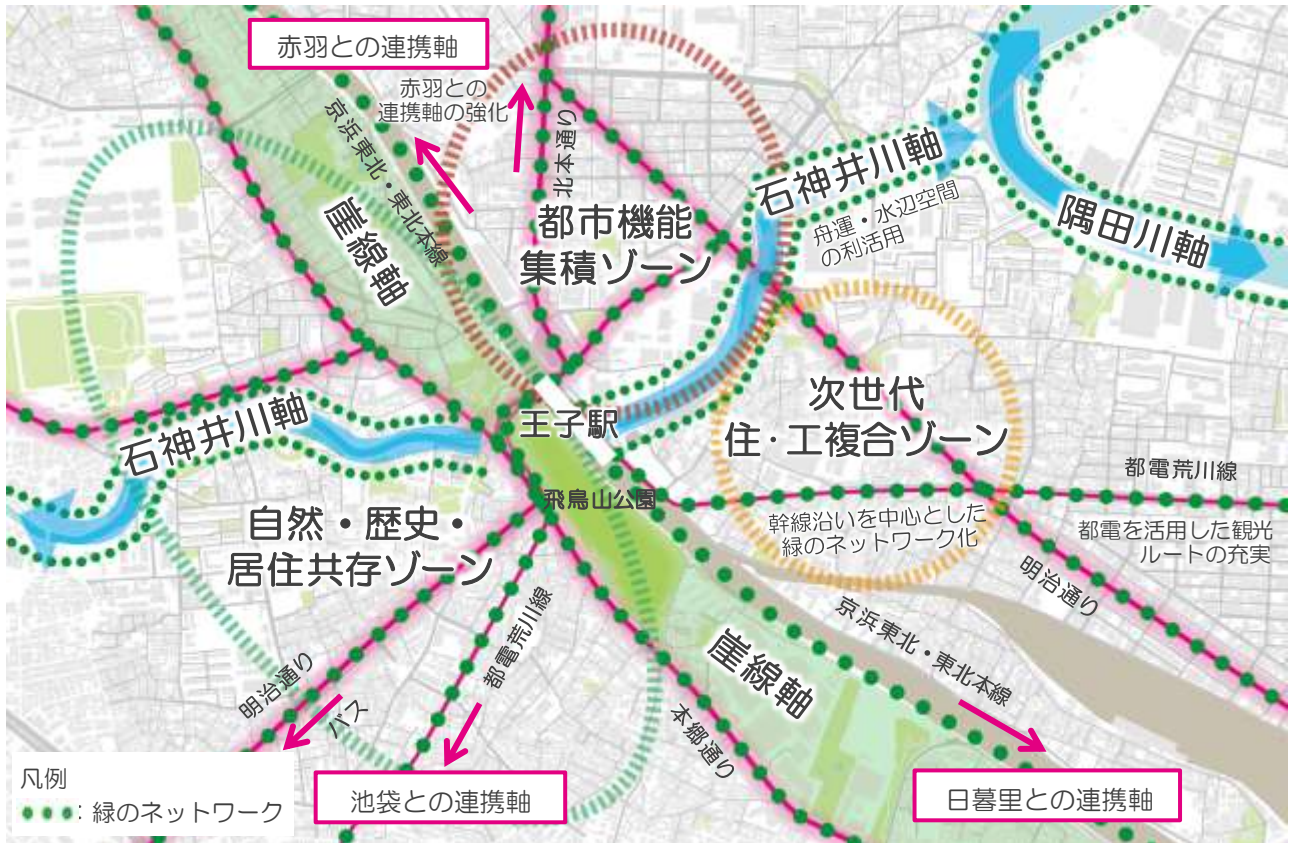 赤羽との連携軸
赤羽との
連携軸の強化
京浜東北・東北本線
北本通り
崖線軸
都市機能
集積ゾーン
石神井川軸
舟運・水辺空間
の利活用
隅田川軸
石神井川軸
王子駅
次世代
住・工複合ゾーン
飛鳥山公園
都電荒川線
自然・歴史・
居住共存ゾーン
幹線沿いを中心とした
緑のネットワーク化
都電を活用した観光
ルートの充実
明治通り
京浜東北・東北本線
崖線軸
都電荒川線
明治通り
バス
本郷通り
凡例
：緑のネットワーク
池袋との連携軸
日暮里との連携軸